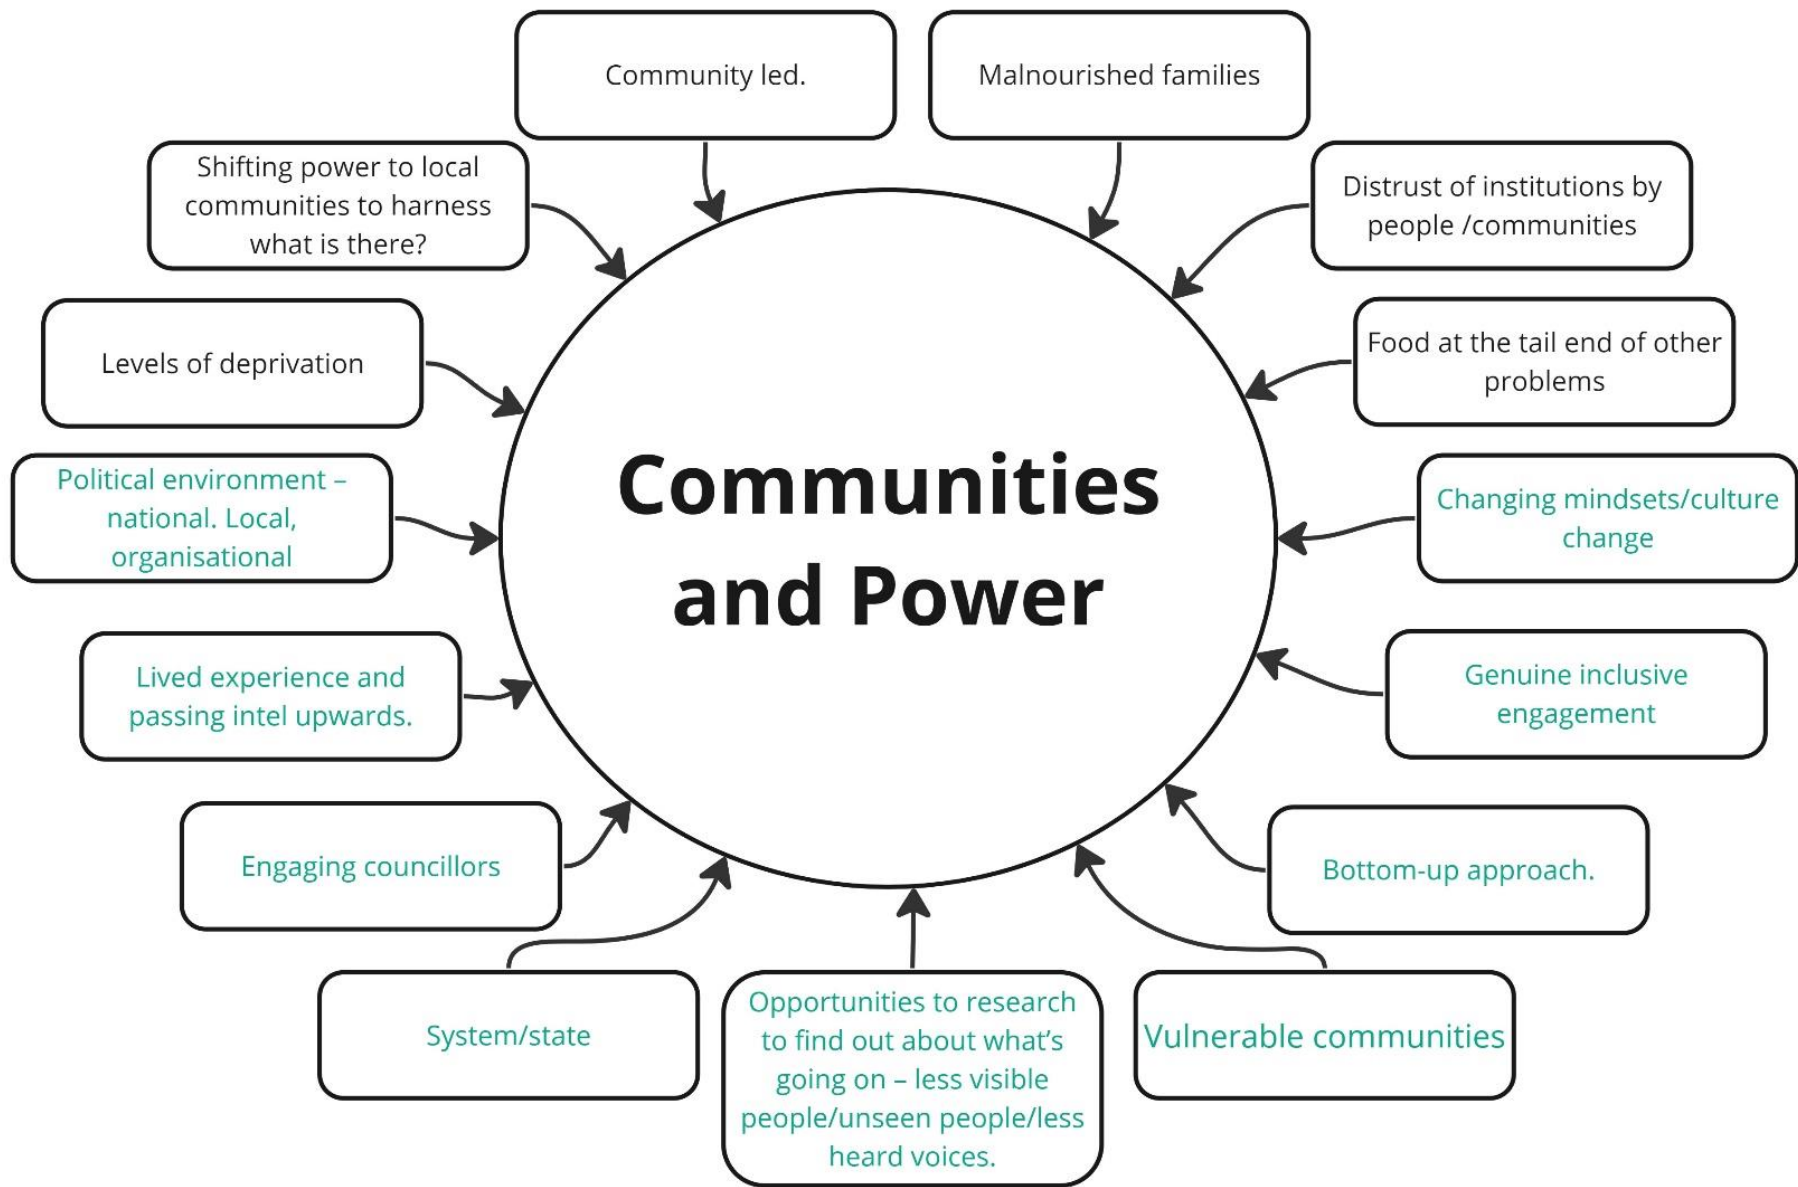 Community led.
Malnourished families
Shifting power to local
communities to harness
what is there?
Distrust of institutions by
people /communities
Levels of deprivation
Food at the tail end of other
problems
Communities
and Power
Political environment –
national. Local,
organisational
Changing mindsets/culture
change
Lived experience and
passing intel upwards.
Genuine inclusive
engagement
Engaging councillors
Bottom-up approach.
System/state
Opportunities to research
to find out about what’s
going on – less visible
people/unseen people/less
heard voices.
Vulnerable communities